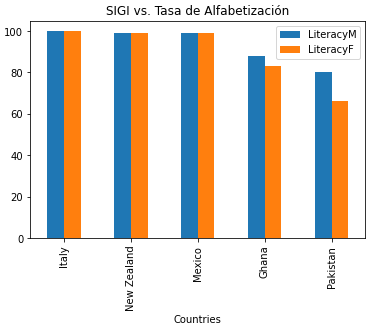 SIGI vs. Tasa de Alfabetización
100
80
60
40
20
0
LiteracyM
LiteracyF
Italy
New Zealand
Mexico
Ghana
Pakistan
Countries